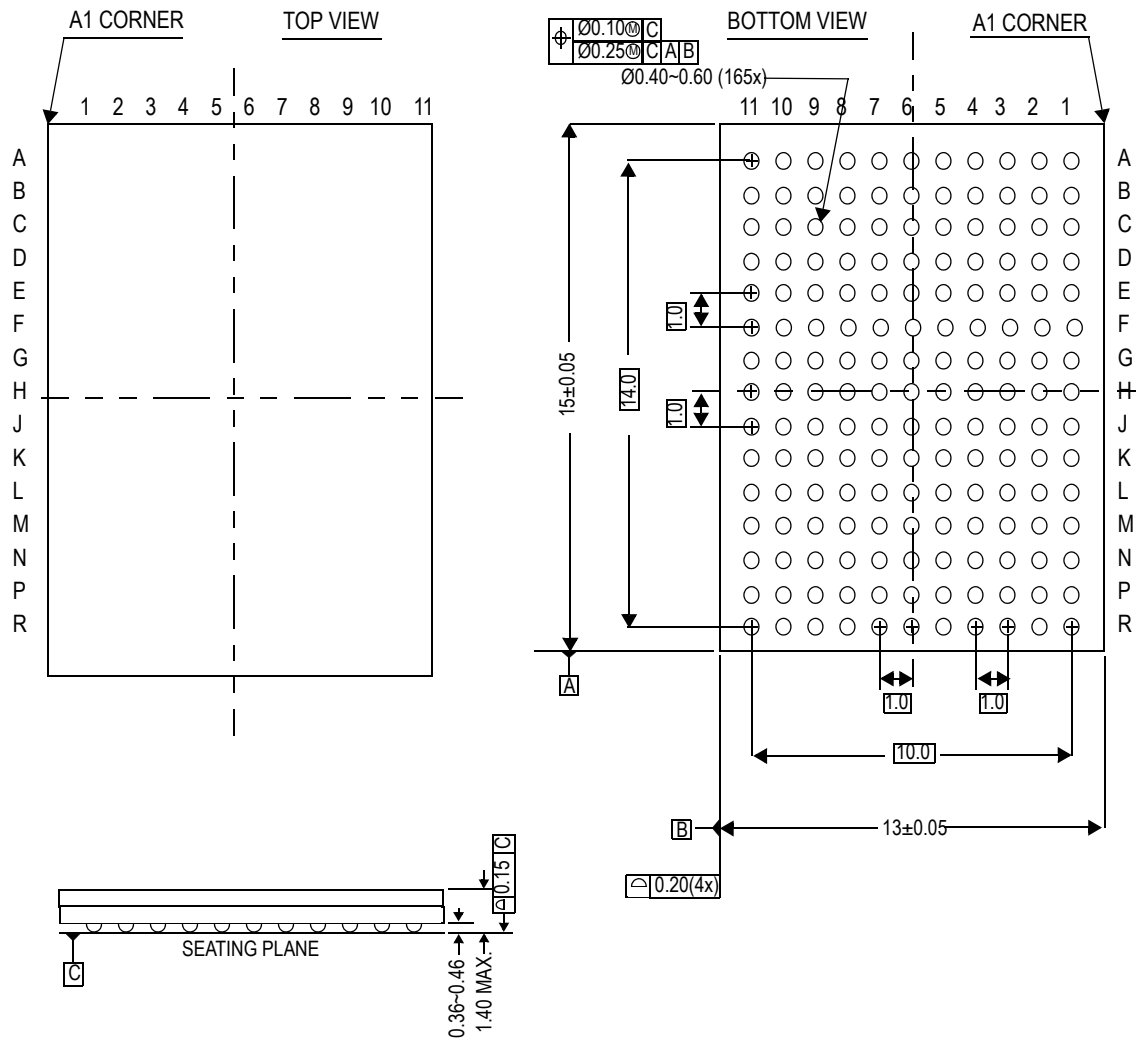 A1 CORNER
TOP VIEW
1 2 3 4 5 6 7 8 9 10 11
A
B
C
D
E
F
G
H
J
K
L
M
N
P
R
Ø0.10Ⓜ C
Ø0.25Ⓜ C A B
Ø0.40~0.60 (165x)
BOTTOM VIEW
A1 CORNER
11 10 9 8 7 6 5 4 3 2 1
A
B
C
D
E
F
G
H
J
K
L
M
N
P
R
15±0.05
14.0
1.0
1.0
A
1.0
1.0
10.0
B
13±0.05
0.20(4x)
0.15 C
SEATING PLANE
C
0.36~0.46
1.40 MAX.